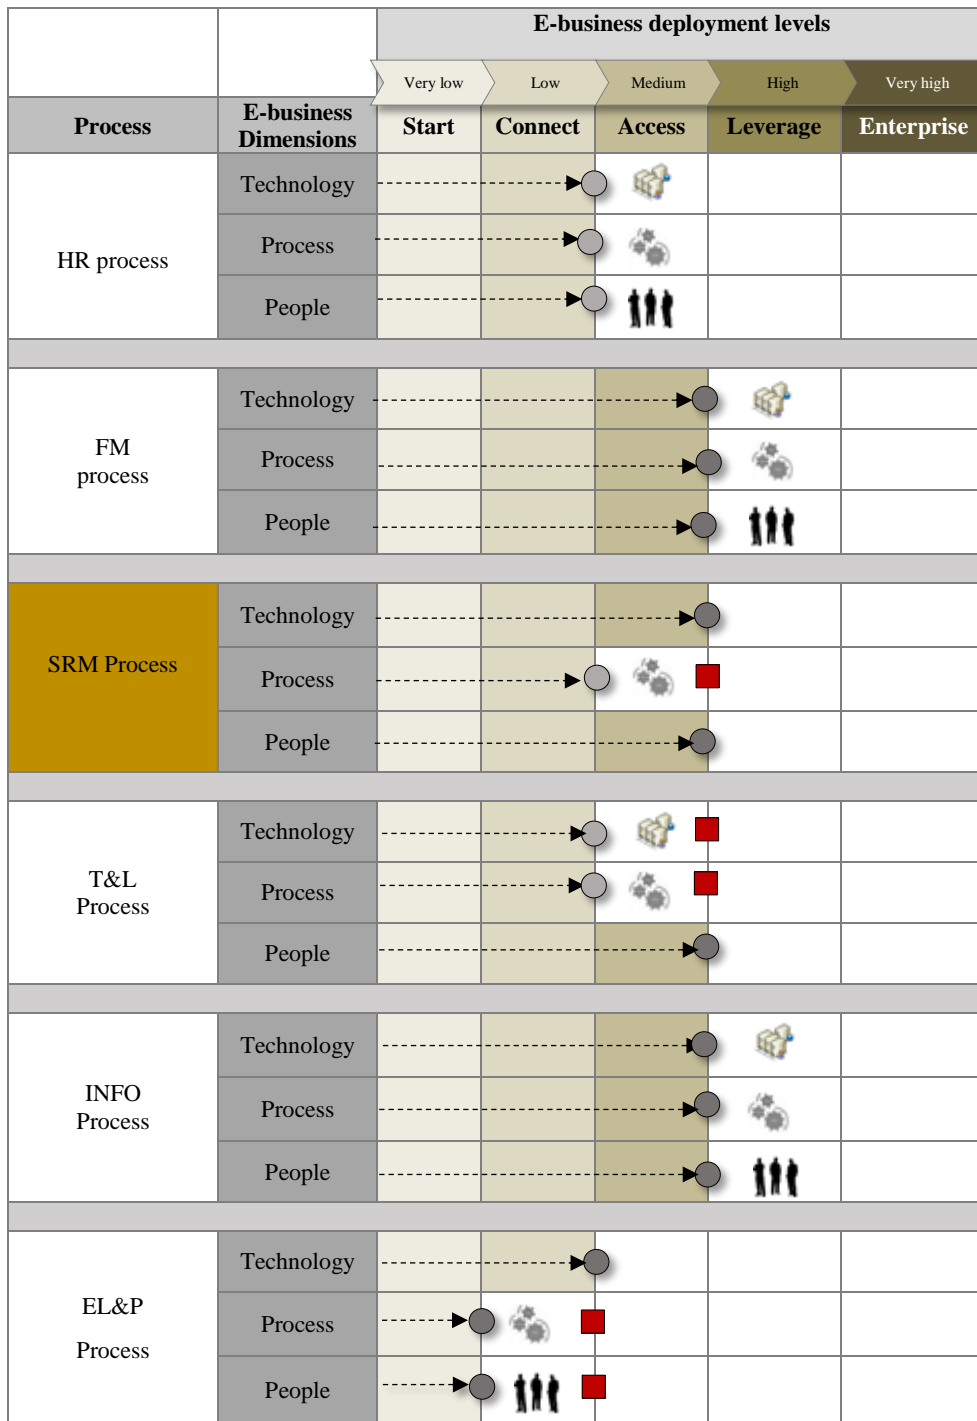 E-business deployment levels
Very low Low Medium High Very high
Process E-business Dimensions Start Connect Access Leverage Enterprise
HR process
Technology
Process
People
FM
process
Technology
Process
People
SRM Process
Technology
Process
People
T&L
Process
Technology
Process
People
INFO
Process
Technology
Process
People
EL&P
Process
Technology
Process
People